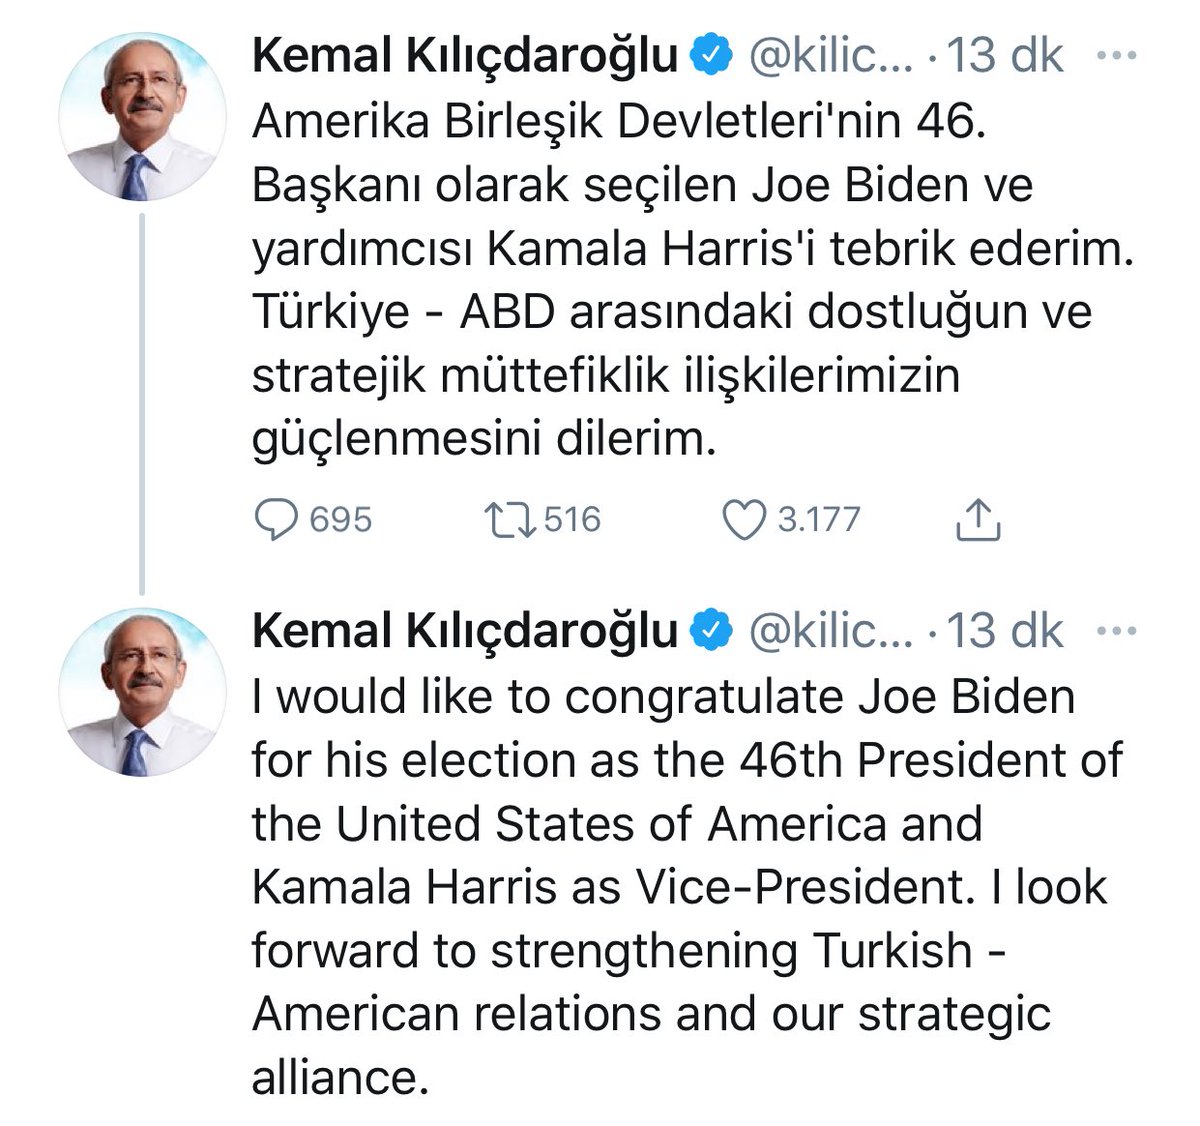 Kemal Kılıçdaroğlu @kilic... · 13 dk
Amerika Birleşik Devletleri'nin 46.
Başkanı olarak seçilen Joe Biden ve
yardımcısı Kamala Harris'i tebrik ederim.
Türkiye - ABD arasındaki dostluğun ve
stratejik müttefiklik ilişkilerimizin
güçlenmesini dilerim.
695 516 3.177
Kemal Kılıçdaroğlu @kilic... · 13 dk
I would like to congratulate Joe Biden
for his election as the 46th President of
the United States of America and
Kamala Harris as Vice-President. I look
forward to strengthening Turkish -
American relations and our strategic
alliance.